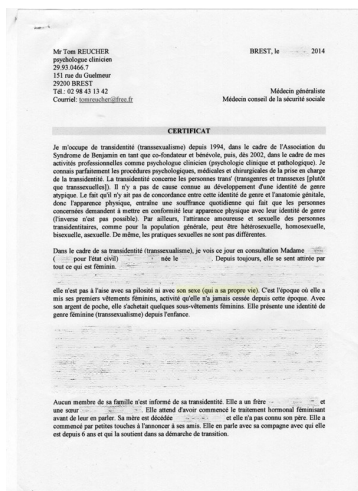 Mr Tom REUCHER
psychologue clinicien
29.93.0466.7
151 rue du Guelmeur
29200 BREST
Tél.: 02 98 43 13 42
Courriel: tomreucher@free.fr
BREST, le 2014
Médecin généraliste
Médecin conseil de la sécurité sociale
CERTIFICAT
Je m'occupe de transidentité (transsexualisme) depuis 1994, dans le cadre de l'Association du
Syndrome de Benjamin en tant que co-fondateur et bénévole, puis, dès 2002, dans le cadre de mes
activités professionnelles comme psychologue clinicien (psychologie clinique et pathologique). Je
connais parfaitement les procédures psychologiques, médicales et chirurgicales de la prise en charge
de la transidentité. La transidentité concerne les personnes trans' (transgenres et transsexes [plutôt
que transsexuelles]). Il n'y a pas de cause connue au développement d'une identité de genre
atypique. Le fait qu'il n'y ait pas de concordance entre cette identité de genre et l'anatomie génitale,
donc l'apparence physique, entraîne une souffrance quotidienne qui fait que les personnes
concernées demandent à mettre en conformité leur apparence physique avec leur identité de genre
(l'inverse n'est pas possible). Par ailleurs, l'attirance amoureuse et sexuelle des personnes
transidentitaires, comme pour la population générale, peut être hétérosexuelle, homosexuelle,
bisexuelle, asexuelle. De même, les pratiques sexuelles ne sont pas différentes.
Dans le cadre de sa transidentité (transsexualisme), je vois ce jour en consultation Madame
( pour l'état civil) née le . Depuis toujours, elle se sent attirée par
tout ce qui est féminin.
elle n'est pas à l'aise avec sa pilosité ni avec son sexe (qui a sa propre vie). C'est l'époque où elle a
mis ses premiers vêtements féminins, activité qu'elle n'a jamais cessée depuis cette époque. Avec
son argent de poche, elle s'achetait quelques sous-vêtements féminins. Elle présente une identité de
genre féminine (transsexualisme) depuis l'enfance.
Aucun membre de sa famille n'est informé de sa transidentité. Elle a un frère et
une sœur . Elle attend d'avoir commencé le traitement hormonal féminisant
avant de leur en parler. Sa mère est décédée et elle n'a pas connu son père. Elle a
commencé par petites touches à l'annoncer à ses amis. Elle en parle avec sa compagne avec qui elle
est depuis 6 ans et qui la soutient dans sa démarche de transition.